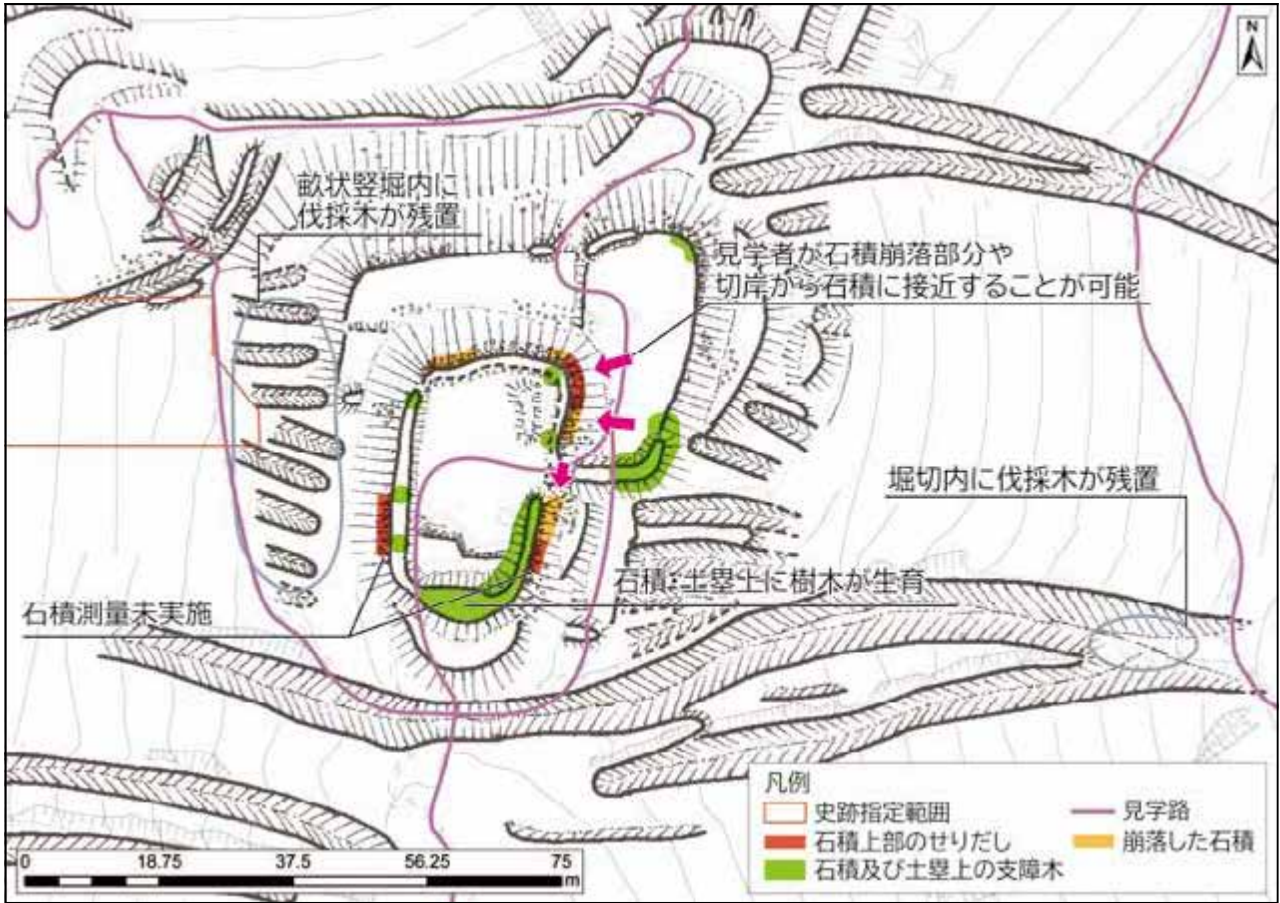 N
畝状竪堀内に
伐採木が残置
見学者が石積崩落部分や
切岸から石積に接近することが可能
堀切内に伐採木が残置
石積・土塁上に樹木が生育
石積測量未実施
凡例
史跡指定範囲
見学路
石積上部のせりだし
崩落した石積
石積及び土塁上の支障木
0 18.75 37.5 56.25 75
m